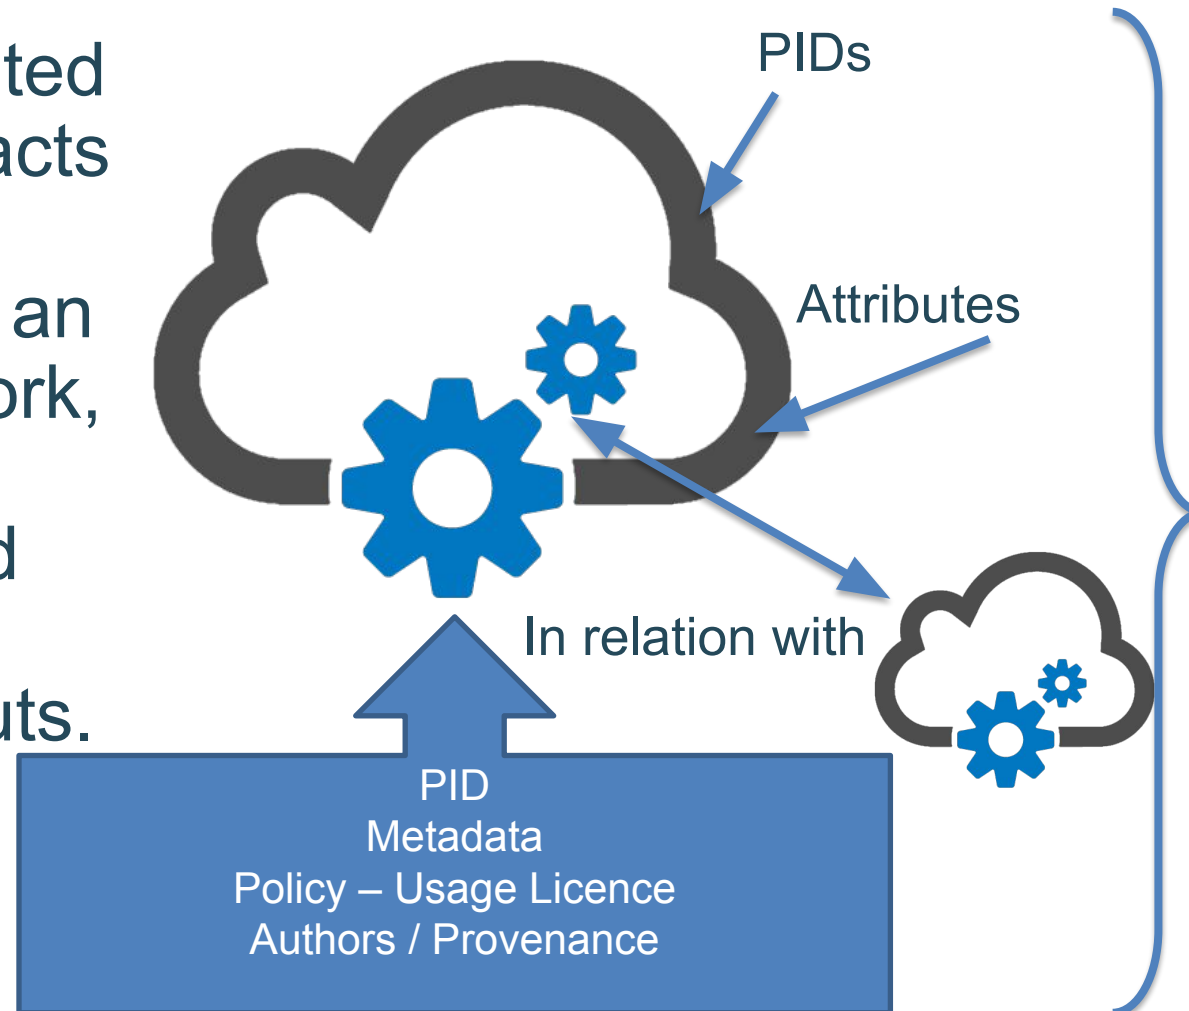 ted
acts
an
ork,
d
uts.
PIDs
Attributes
In relation with
PID
Metadata
Policy – Usage Licence
Authors / Provenance